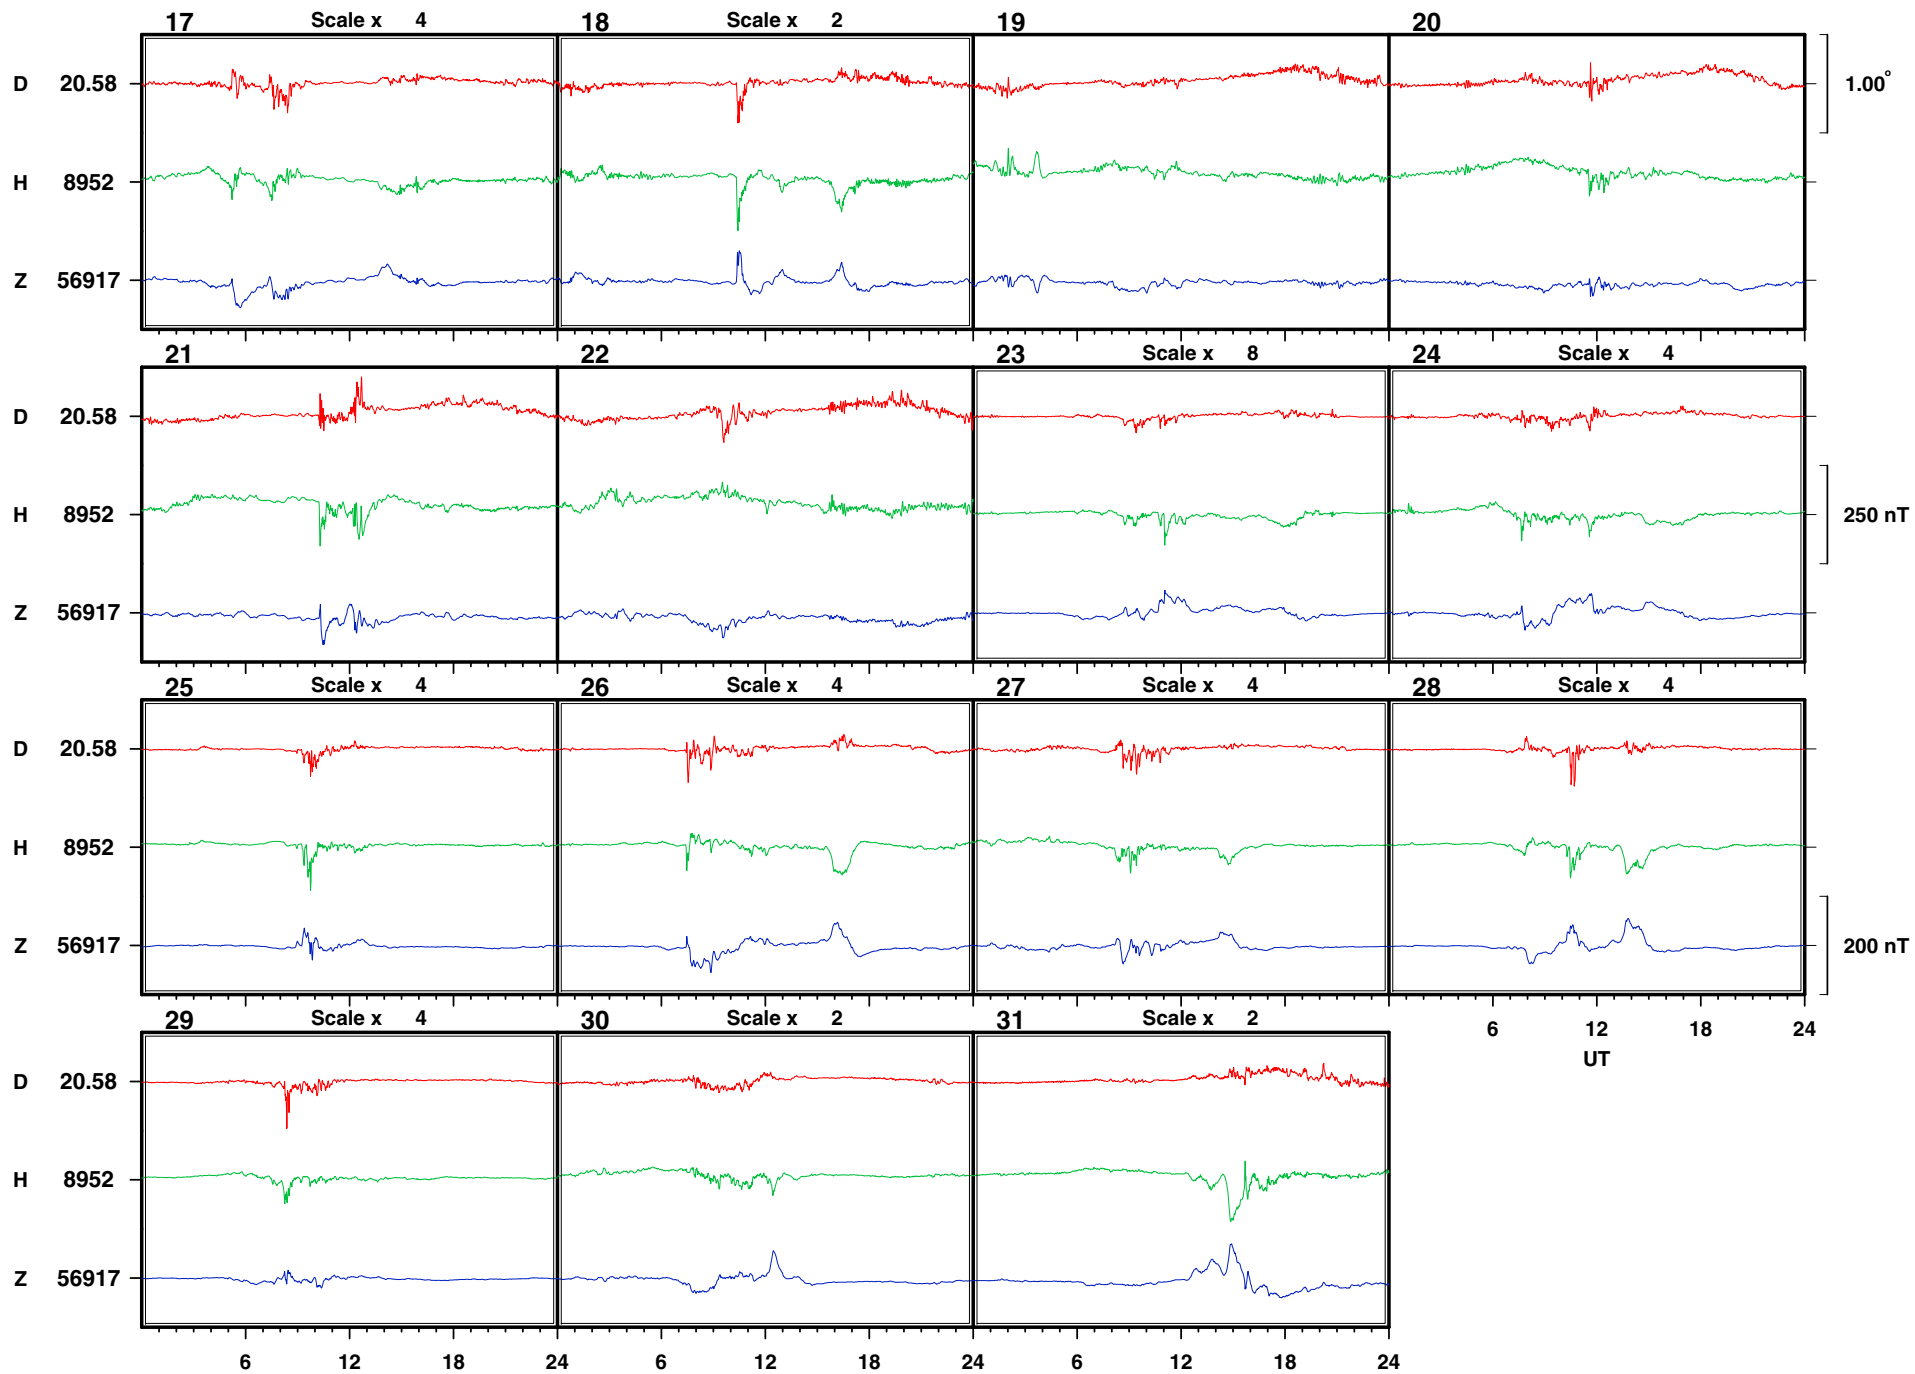 17 Scale x 4 18 Scale x 2 19 20
D 20.58 1.00°
H 8952
Z 56917
21 22 23 Scale x 8 24 Scale x 4
D 20.58
H 8952 250 nT
Z 56917
25 Scale x 4 26 Scale x 4 27 Scale x 4 28 Scale x 4
D 20.58
H 8952
Z 56917 200 nT
29 Scale x 4 30 Scale x 2 31 Scale x 2 6 12 18 24
UT
D 20.58
H 8952
Z 56917
6 12 18 24 6 12 18 24 6 12 18 24